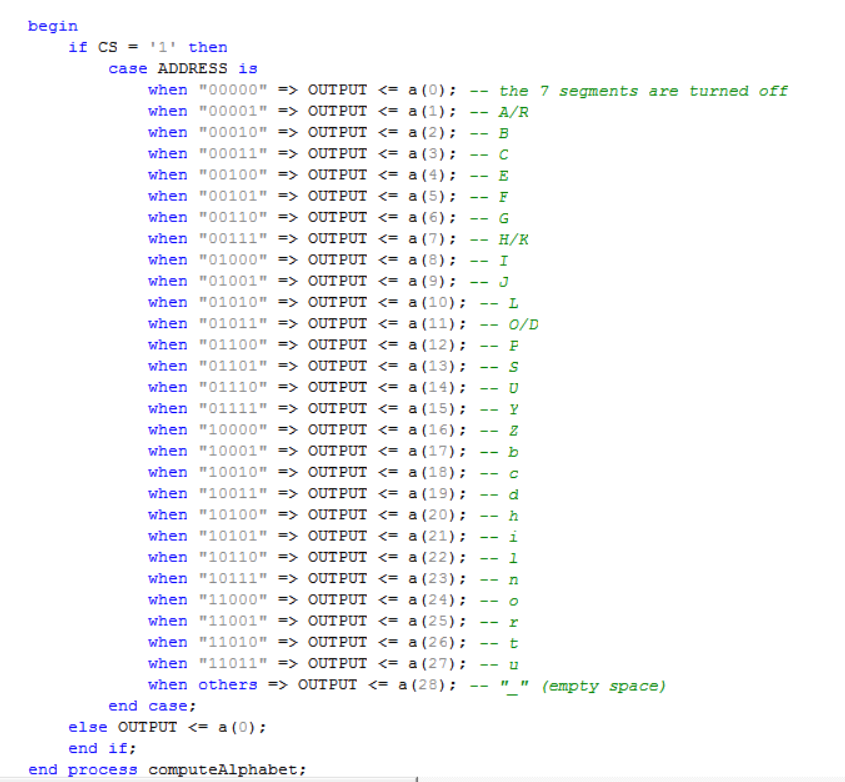 begin
if CS = '1' then
case ADDRESS is
when "00000" => OUTPUT <= a(0); -- the 7 segments are turned off
when "00001" => OUTPUT <= a(1); -- A/R
when "00010" => OUTPUT <= a(2); -- B
when "00011" => OUTPUT <= a(3); -- C
when "00100" => OUTPUT <= a(4); -- E
when "00101" => OUTPUT <= a(5); -- F
when "00110" => OUTPUT <= a(6); -- G
when "00111" => OUTPUT <= a(7); -- H/K
when "01000" => OUTPUT <= a(8); -- I
when "01001" => OUTPUT <= a(9); -- J
when "01010" => OUTPUT <= a(10); -- L
when "01011" => OUTPUT <= a(11); -- O/D
when "01100" => OUTPUT <= a(12); -- P
when "01101" => OUTPUT <= a(13); -- S
when "01110" => OUTPUT <= a(14); -- U
when "01111" => OUTPUT <= a(15); -- Y
when "10000" => OUTPUT <= a(16); -- Z
when "10001" => OUTPUT <= a(17); -- b
when "10010" => OUTPUT <= a(18); -- c
when "10011" => OUTPUT <= a(19); -- d
when "10100" => OUTPUT <= a(20); -- h
when "10101" => OUTPUT <= a(21); -- i
when "10110" => OUTPUT <= a(22); -- l
when "10111" => OUTPUT <= a(23); -- n
when "11000" => OUTPUT <= a(24); -- o
when "11001" => OUTPUT <= a(25); -- r
when "11010" => OUTPUT <= a(26); -- t
when "11011" => OUTPUT <= a(27); -- u
when others => OUTPUT <= a(28); -- "_" (empty space)
end case;
else OUTPUT <= a(0);
end if;
end process computeAlphabet;